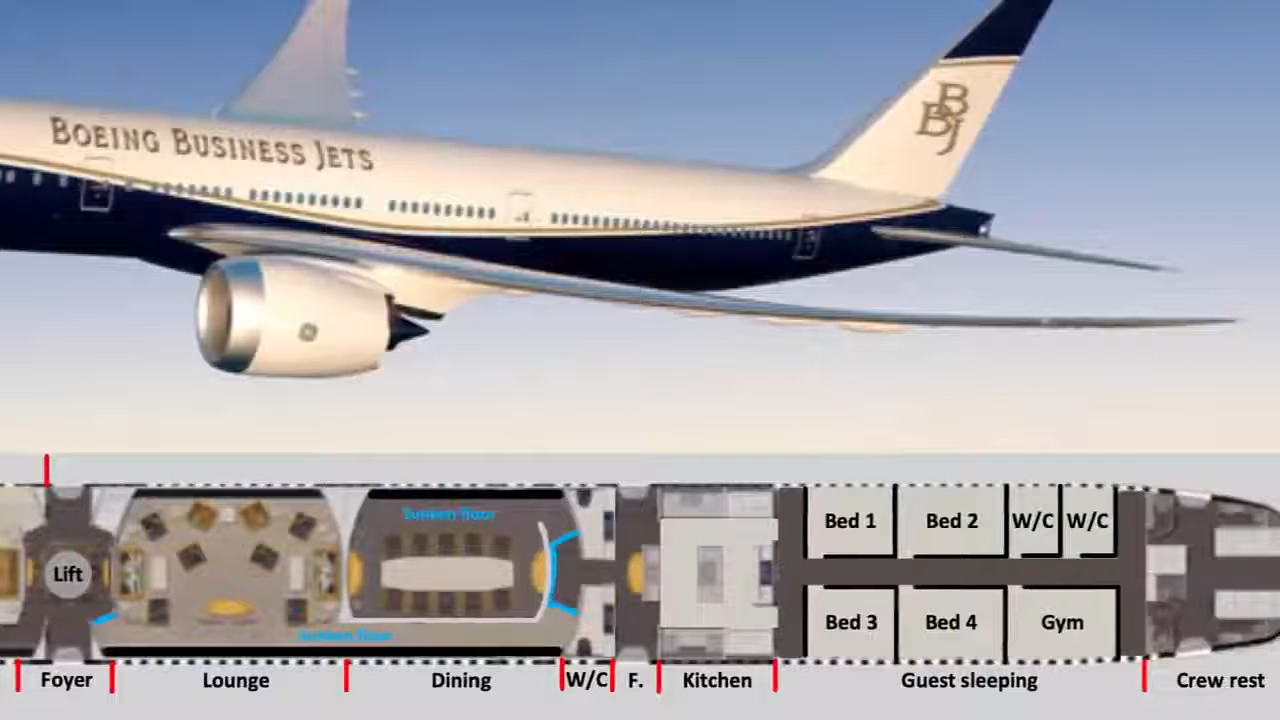 BOEING BUSINESS JETS
BBJ
Sunken floor
Bed 1
Bed 2
W/C
W/C
Lift
Bed 3
Bed 4
Gym
Sunken floor
Foyer
Lounge
Dining
W/C
F.
Kitchen
Guest sleeping
Crew rest